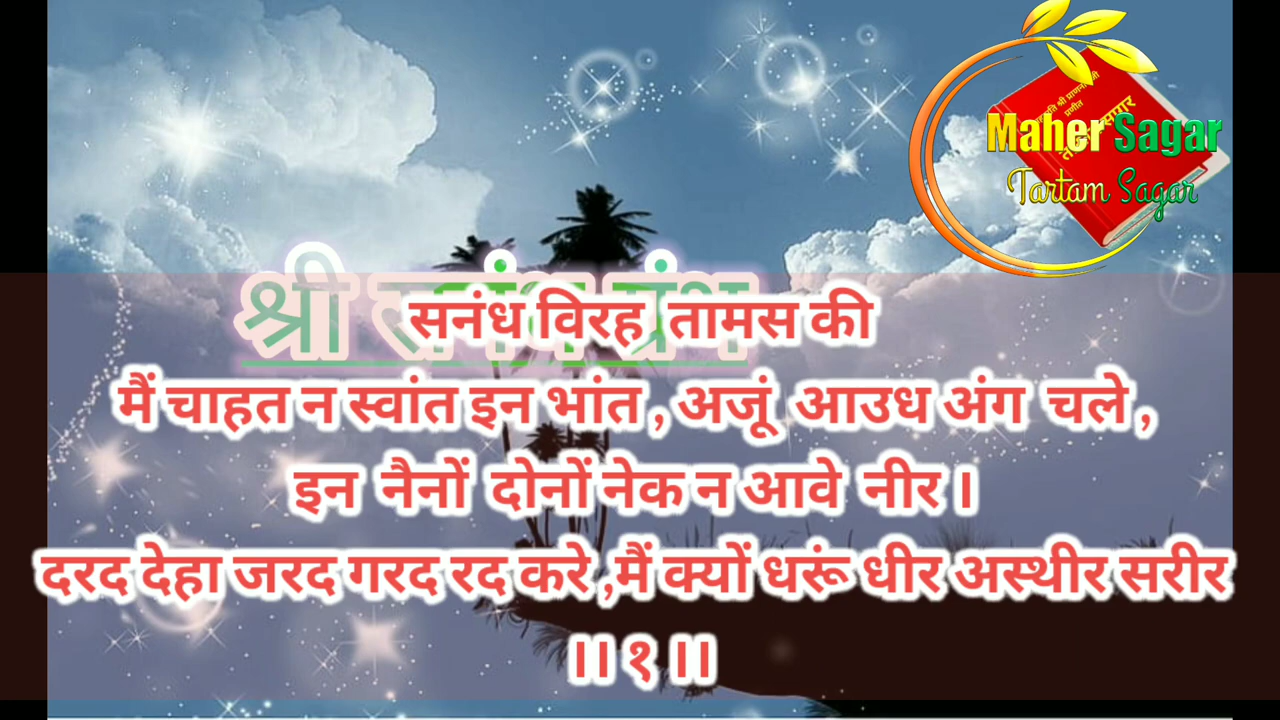 Maher Sagar
Tartam Sagar
श्री
सनंध विरह तामस की
मैं चाहत न स्वांत इन भांत , अजूं आउध अंग चले ,
इन नैनों दोनों नेक न आवे नीर ।
दरद देहा जरद गरद रद करे ,मैं क्यों धरूं धीर अस्थीर सरीर
।। १ ।।